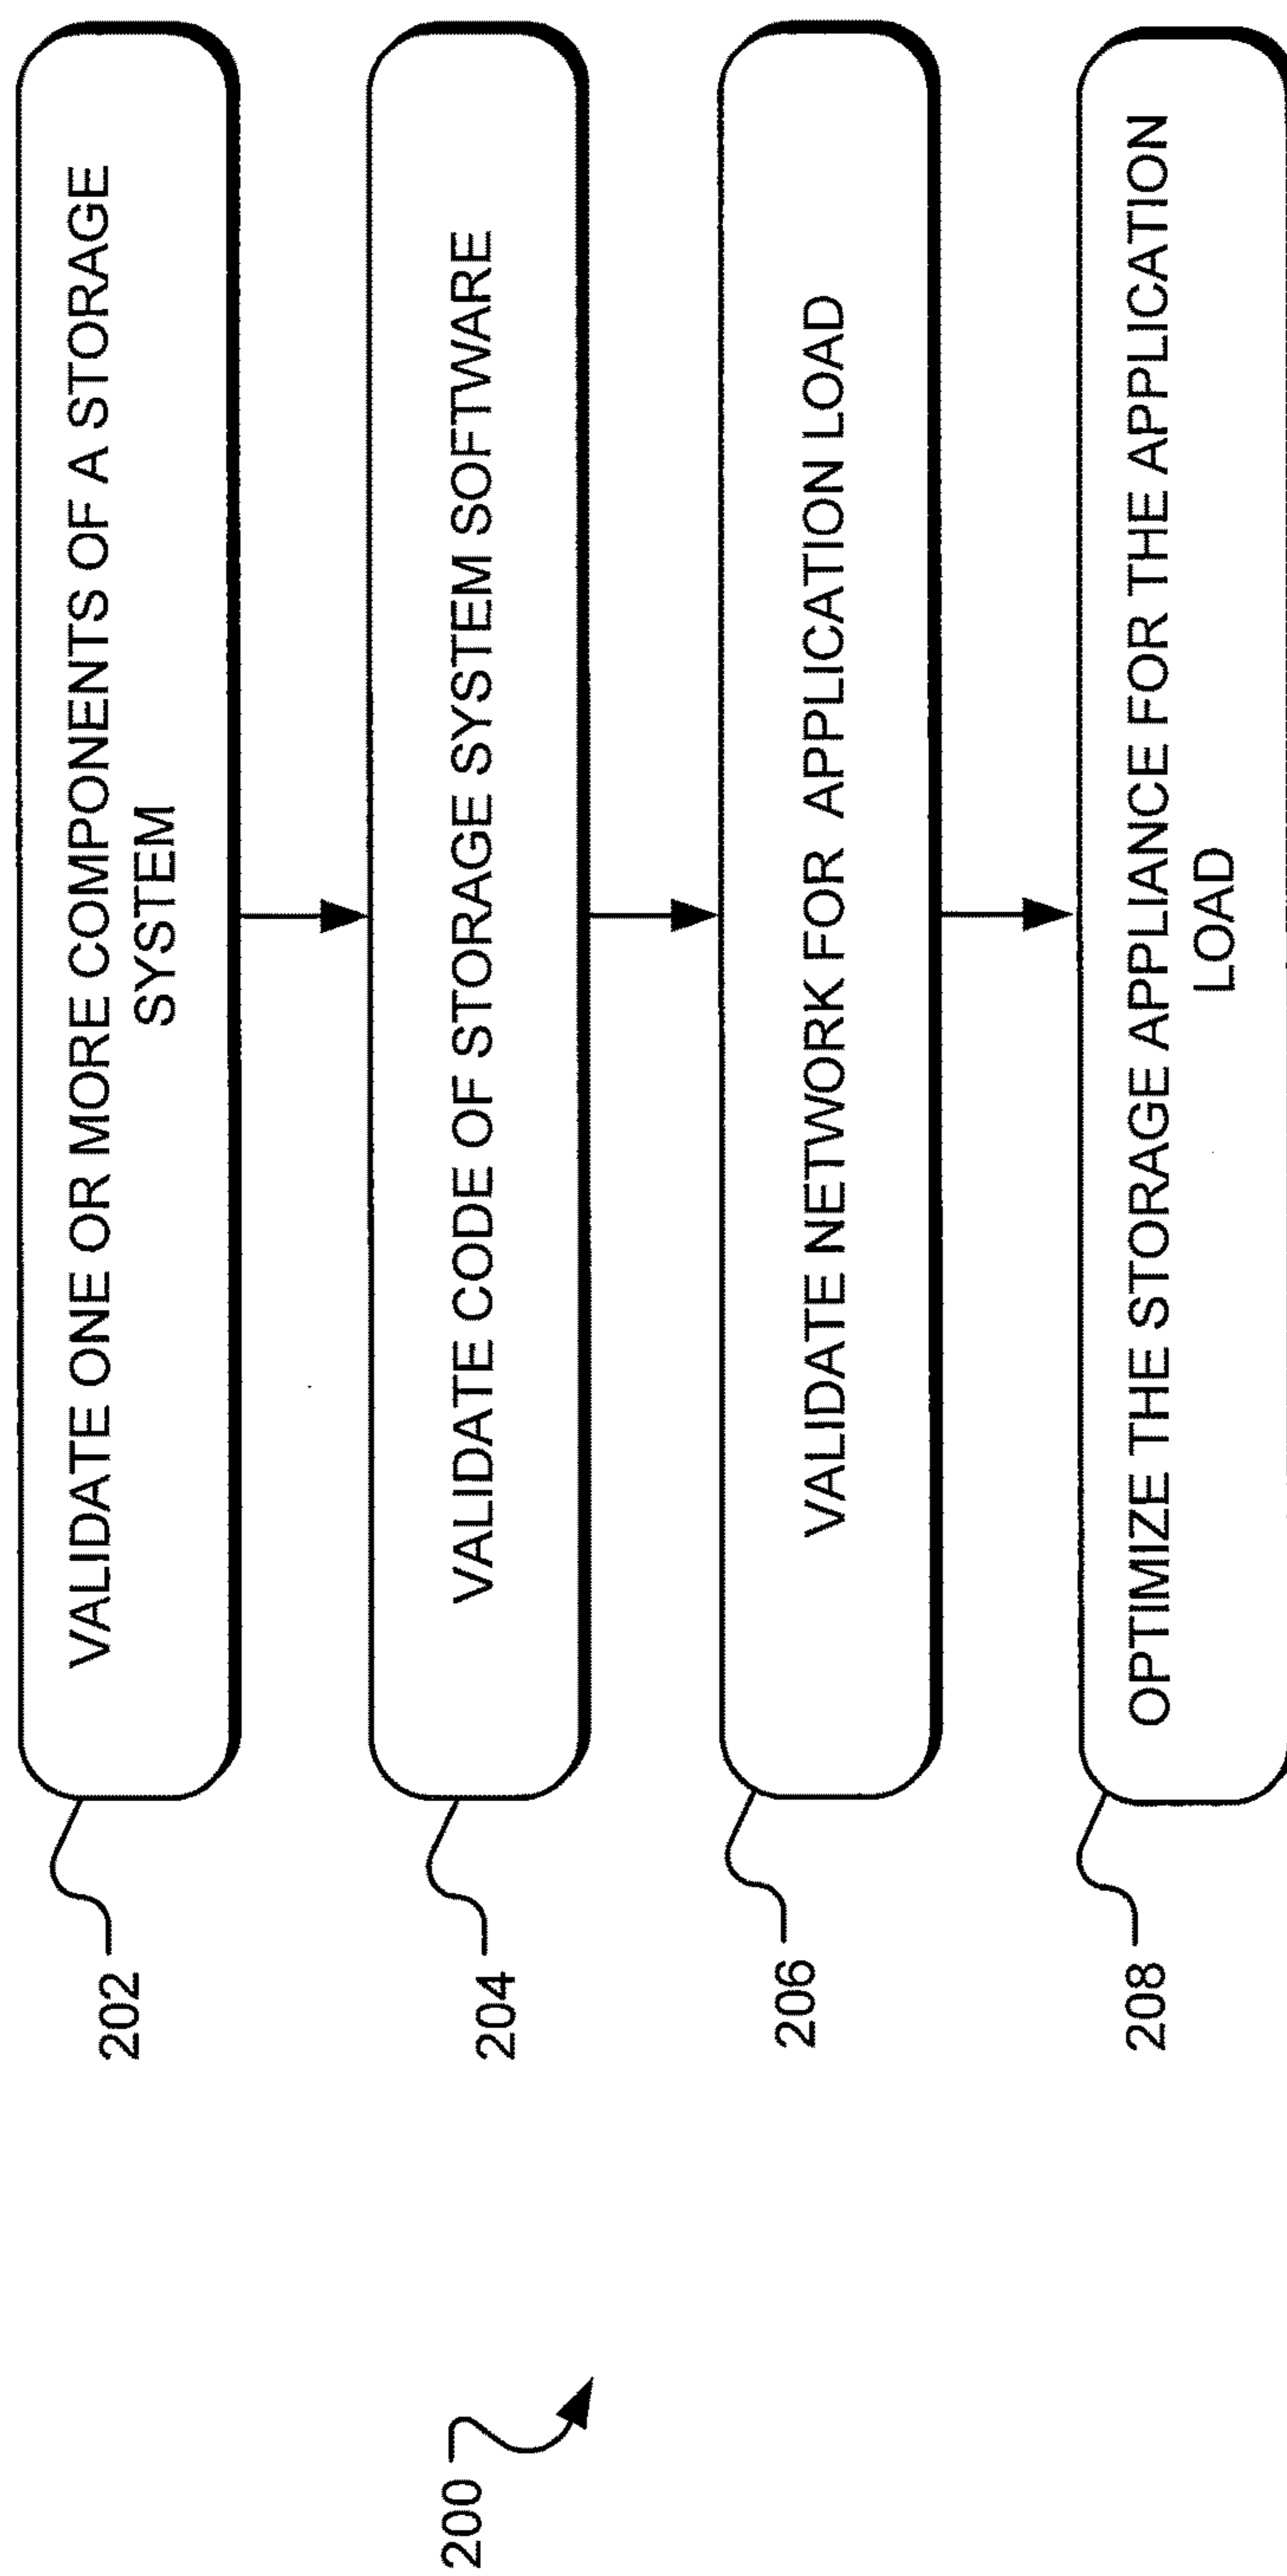 200
202
VALIDATE ONE OR MORE COMPONENTS OF A STORAGE
SYSTEM
204
VALIDATE CODE OF STORAGE SYSTEM SOFTWARE
206
VALIDATE NETWORK FOR APPLICATION LOAD
208
OPTIMIZE THE STORAGE APPLIANCE FOR THE APPLICATION
LOAD